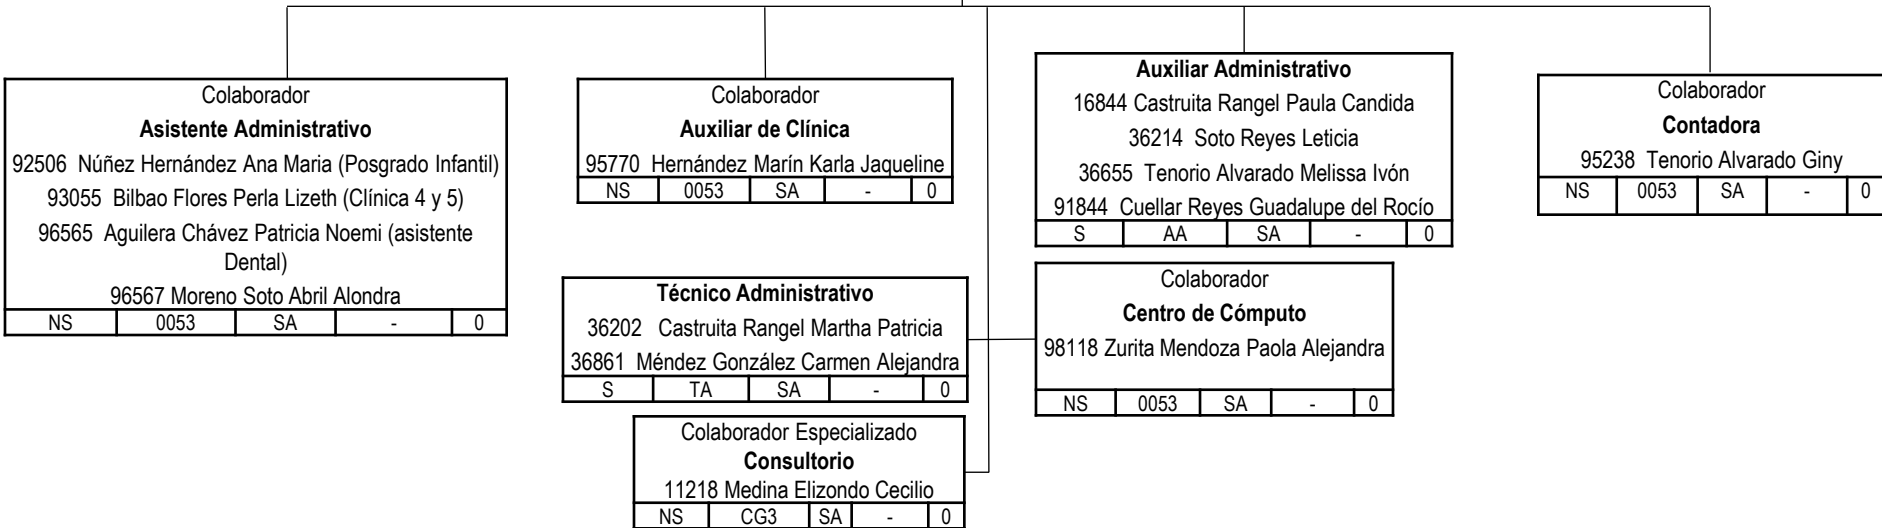 Colaborador
Asistente Administrativo
92506 Núñez Hernández Ana Maria (Posgrado Infantil)
93055 Bilbao Flores Perla Lizeth (Clínica 4 y 5)
96565 Aguilera Chávez Patricia Noemi (asistente
Dental)
96567 Moreno Soto Abril Alondra
NS 0053 SA - 0
Colaborador
Auxiliar de Clínica
95770 Hernández Marín Karla Jaqueline
NS 0053 SA - 0
Auxiliar Administrativo
16844 Castruita Rangel Paula Candida
36214 Soto Reyes Leticia
36655 Tenorio Alvarado Melissa Ivón
91844 Cuellar Reyes Guadalupe del Rocío
S AA SA - 0
Colaborador
Contadora
95238 Tenorio Alvarado Giny
NS 0053 SA - 0
Técnico Administrativo
36202 Castruita Rangel Martha Patricia
36861 Méndez González Carmen Alejandra
S TA SA - 0
Colaborador
Centro de Cómputo
98118 Zurita Mendoza Paola Alejandra
NS 0053 SA - 0
Colaborador Especializado
Consultorio
11218 Medina Elizondo Cecilio
NS CG3 SA - 0